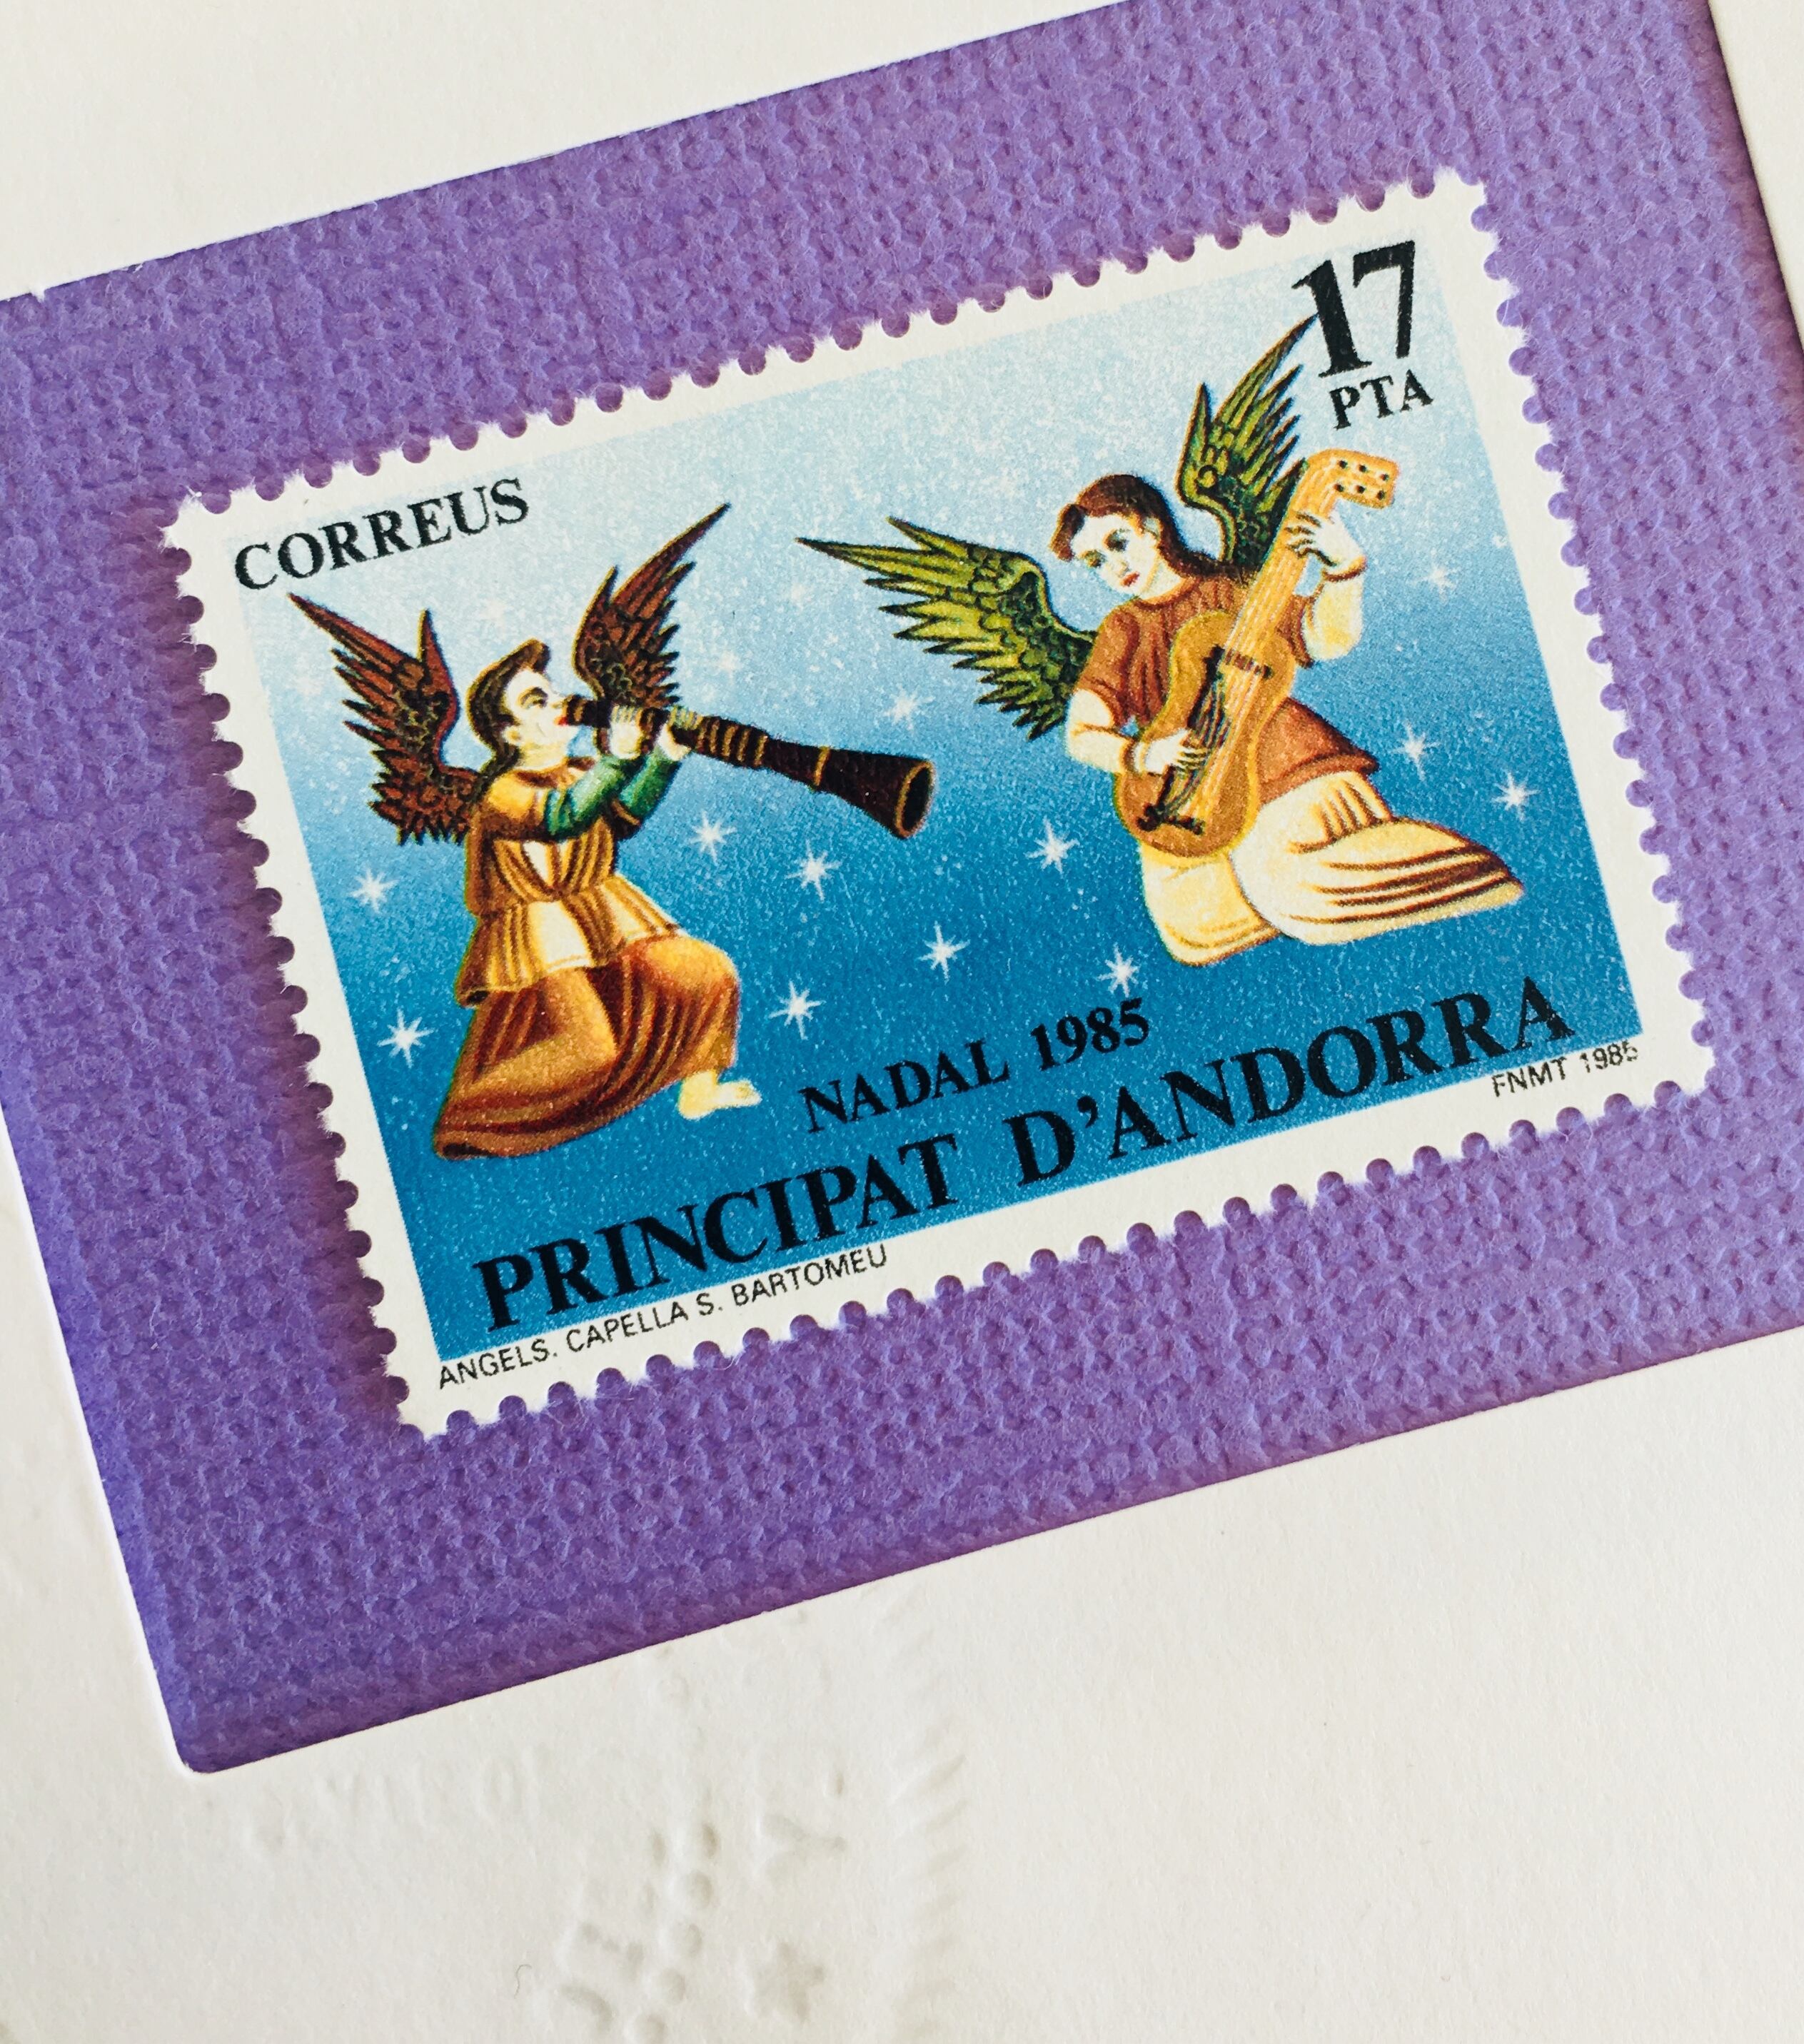 17
PTA
CORREUS
NADAL 1985
PRINCIPAT D'ANDORRA
ANGELS. CAPELLA S. BARTOMEU
FNMT 1985